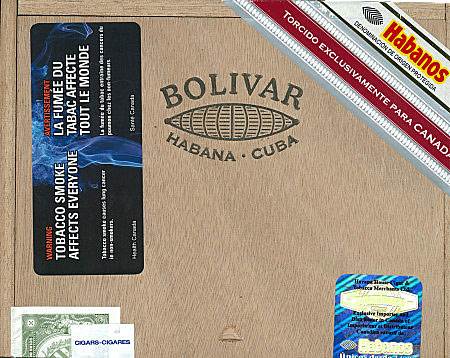 Habanos
DENOMINACIÓN DE ORIGEN PROTEGIDA
TORCIDO EXCLUSIVAMENTE PARA CANADA
BOLIVAR
HABANA · CUBA
AVERTISSEMENT
LA FUMÉE DU
TABAC AFFECTE
TOUT LE MONDE
La fumée du tabac entraîne des cancers du
poumon chez les non-fumeurs.
Santé Canada
WARNING
TOBACCO SMOKE
AFFECTS EVERYONE
Tobacco smoke causes lung cancer
in non-smokers.
Health Canada
Havana House Cigar &
Tobacco Merchants Ltd.
Exclusive Importer and
Distributor in Canada of
Importateur et Distributeur
Canadien exclusif de
Habanos
CIGARS-CIGARES